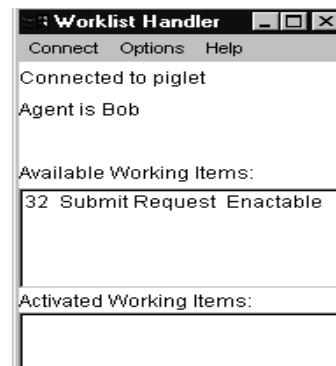 Worklist Handler
Connect Options Help
Connected to piglet
Agent is Bob
Available Working Items:
32 Submit Request Enactable
Activated Working Items: